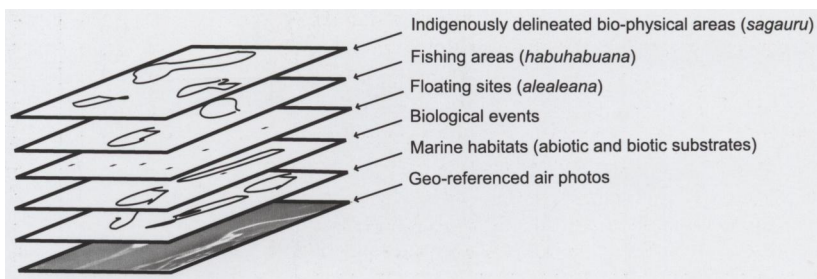 Indigenously delineated bio-physical areas (sagauru)
Fishing areas (habuhabuana)
Floating sites (alealeana)
Biological events
Marine habitats (abiotic and biotic substrates)
Geo-referenced air photos